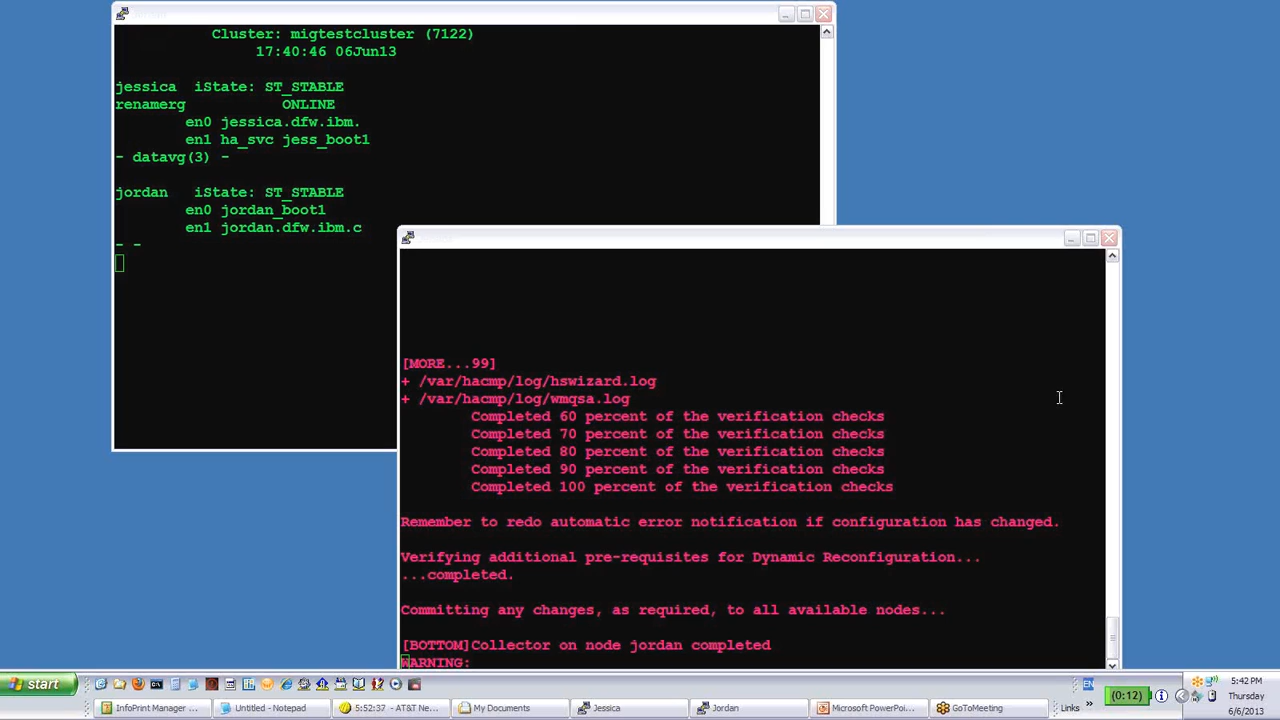 Cluster: migtestcluster (7122)
17:40:46 06Jun13
jessica iState: ST_STABLE
renamerg ONLINE
en0 jessica.dfw.ibm.
en1 ha_svc jess_boot1
- datavg(3) -
jordan iState: ST_STABLE
en0 jordan_boot1
en1 jordan.dfw.ibm.c
- -
[MORE...99]
+ /var/hacmp/log/hswizard.log
+ /var/hacmp/log/wmqsa.log
Completed 60 percent of the verification checks
Completed 70 percent of the verification checks
Completed 80 percent of the verification checks
Completed 90 percent of the verification checks
Completed 100 percent of the verification checks
Remember to redo automatic error notification if configuration has changed.
Verifying additional pre-requisites for Dynamic Reconfiguration...
...completed.
Committing any changes, as required, to all available nodes...
[BOTTOM]Collector on node jordan completed
WARNING:
start
EN
5:42 PM
InfoPrint Manager ...
Untitled - Notepad
5:52:37 - AT&T Ne...
My Documents
Jessica
Jordan
Microsoft PowerPoi...
GoToMeeting
Links »
(0:12)
Thursday
6/6/2013